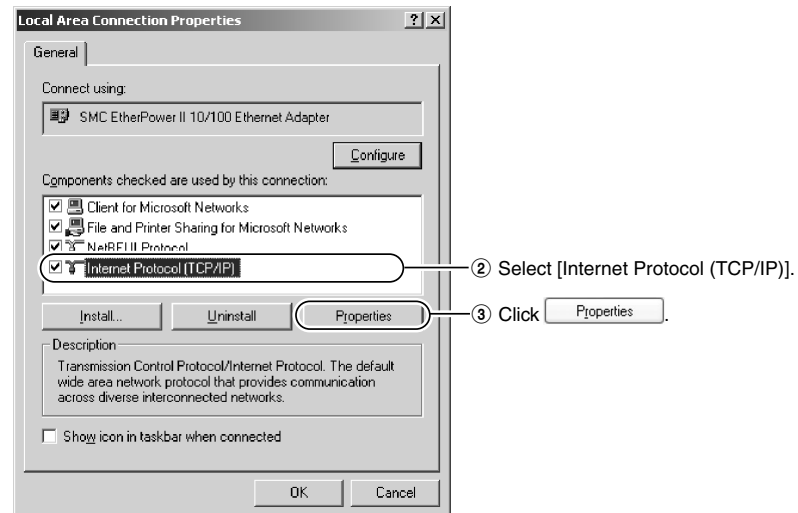 Local Area Connection Properties
General
Connect using:
SMC EtherPower II 10/100 Ethernet Adapter
Configure
Components checked are used by this connection:
Client for Microsoft Networks
File and Printer Sharing for Microsoft Networks
NetBEUI Protocol
Internet Protocol (TCP/IP)
② Select [Internet Protocol (TCP/IP)].
Install... Uninstall Properties
③ Click Properties .
Description
Transmission Control Protocol/Internet Protocol. The default
wide area network protocol that provides communication
across diverse interconnected networks.
Show icon in taskbar when connected
OK Cancel